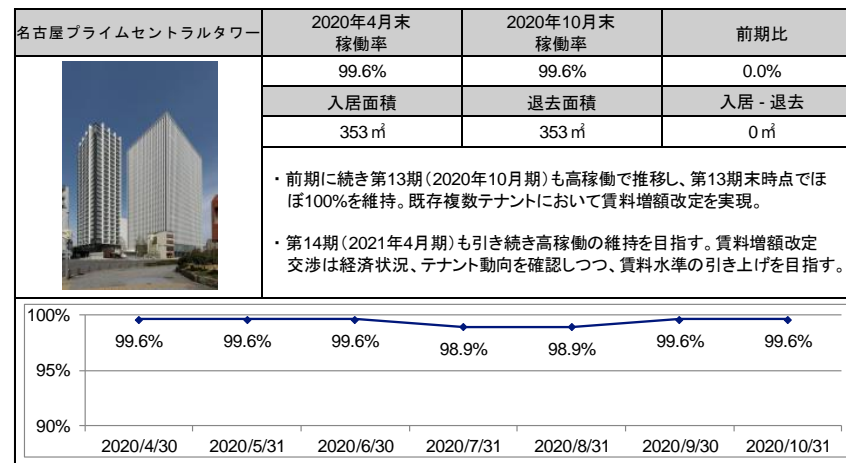 名古屋プライムセントラルタワー
2020年4月末
稼働率
2020年10月末
稼働率
前期比
99.6%
99.6%
0.0%
入居面積
退去面積
入居 - 退去
353㎡
353㎡
0㎡
・前期に続き第13期(2020年10月期)も高稼働で推移し、第13期末時点でほ
ぼ100%を維持。既存複数テナントにおいて賃料増額改定を実現。
・第14期(2021年4月期)も引き続き高稼働の維持を目指す。賃料増額改定
交渉は経済状況、テナント動向を確認しつつ、賃料水準の引き上げを目指す。
100%
99.6%
99.6%
99.6%
98.9%
98.9%
99.6%
99.6%
95%
90%
2020/4/30
2020/5/31
2020/6/30
2020/7/31
2020/8/31
2020/9/30
2020/10/31